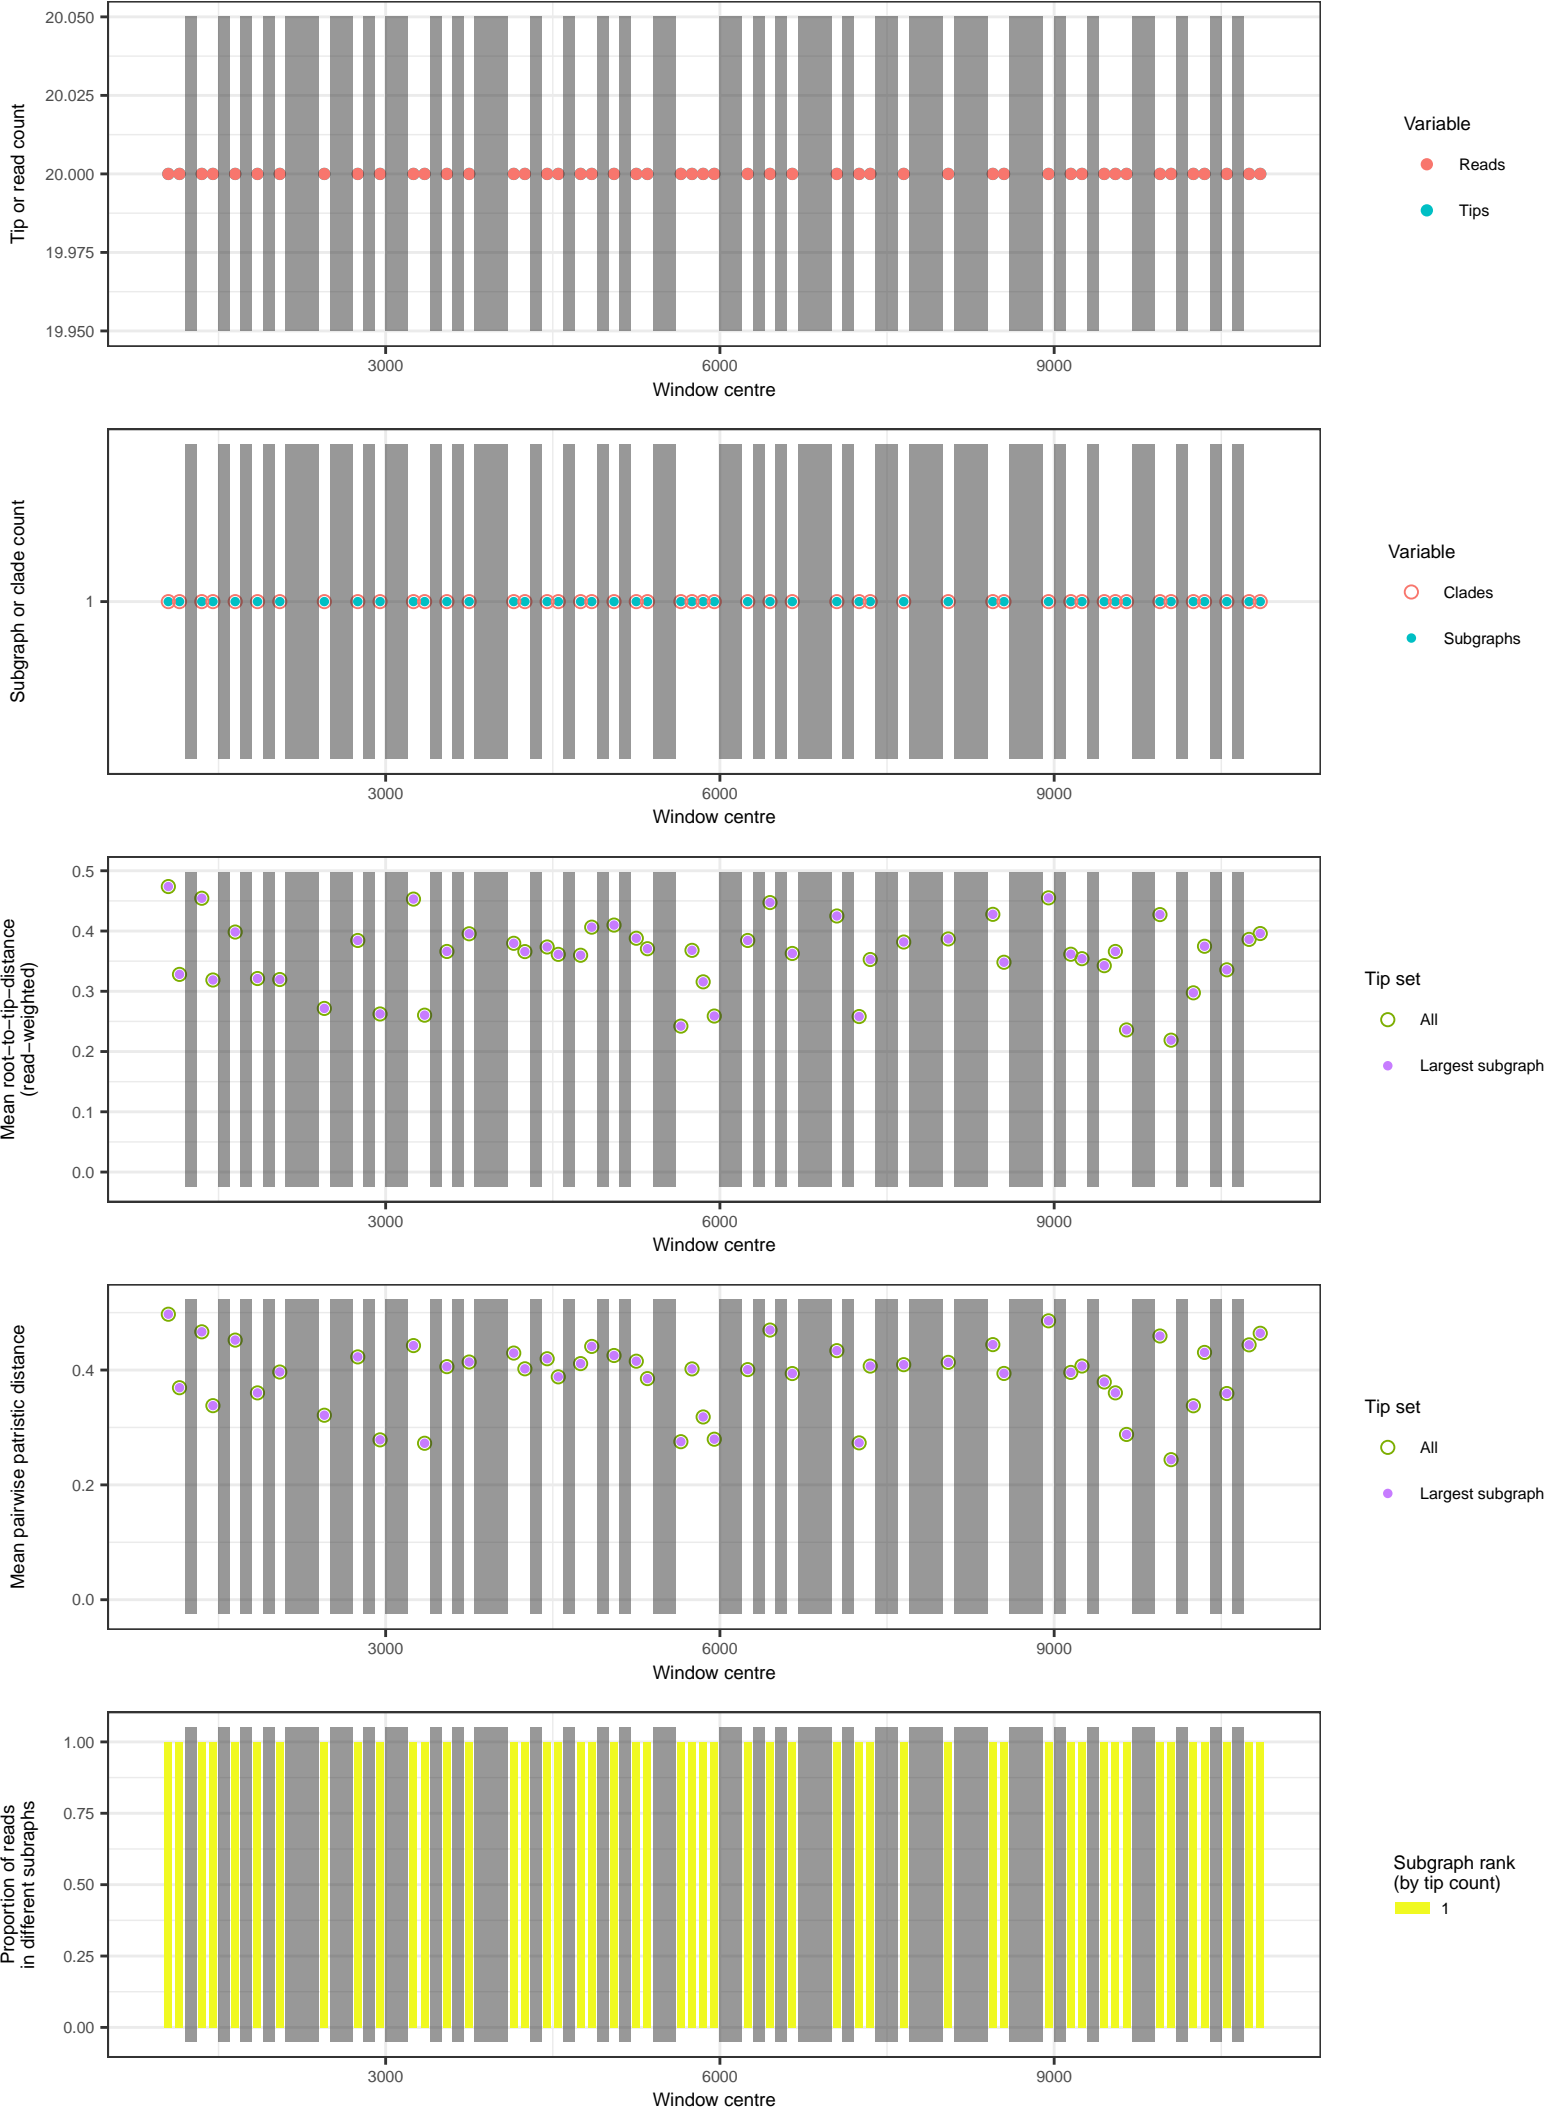 20.050
20.025
20.000
19.975
19.950
Tip or read count
3000
6000
9000
Window centre
Variable
Reads
Tips
1
Subgraph or clade count
3000
6000
9000
Window centre
Variable
Clades
Subgraphs
0.5
0.4
0.3
0.2
0.1
0.0
Mean root−to−tip−distance
(read−weighted)
3000
6000
9000
Window centre
Tip set
All
Largest subgraph
0.4
0.2
0.0
Mean pairwise patristic distance
3000
6000
9000
Window centre
Tip set
All
Largest subgraph
1.00
0.75
0.50
0.25
0.00
Proportion of reads
in different subraphs
3000
6000
9000
Window centre
Subgraph rank
(by tip count)
1